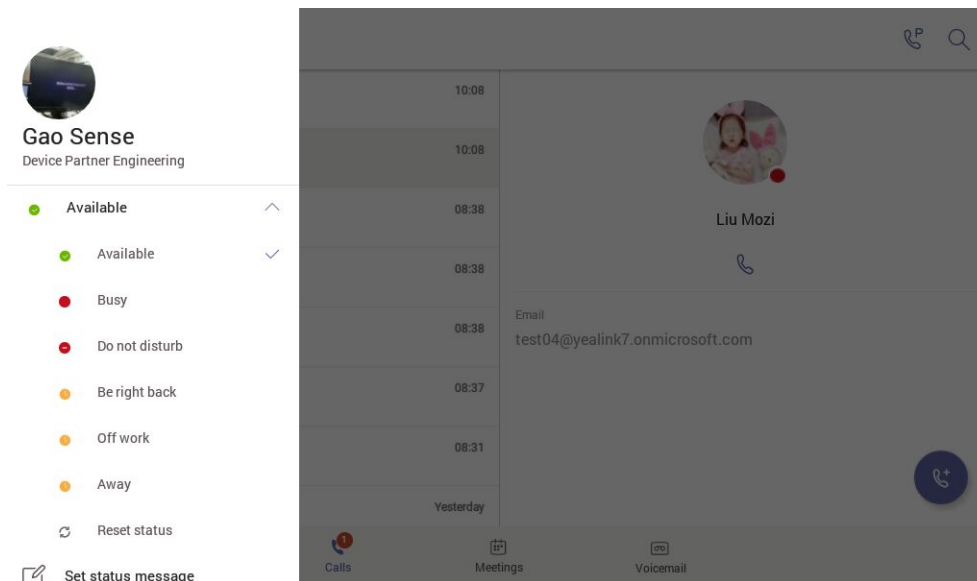 Gao Sense
Device Partner Engineering
Available
Available
Busy
Do not disturb
Be right back
Off work
Away
Reset status
Set status message
P
10:08
10:08
08:38
08:38
08:38
08:37
08:31
Yesterday
Liu Mozi
Email
test04@yealink7.onmicrosoft.com
1
Calls
Meetings
Voicemail